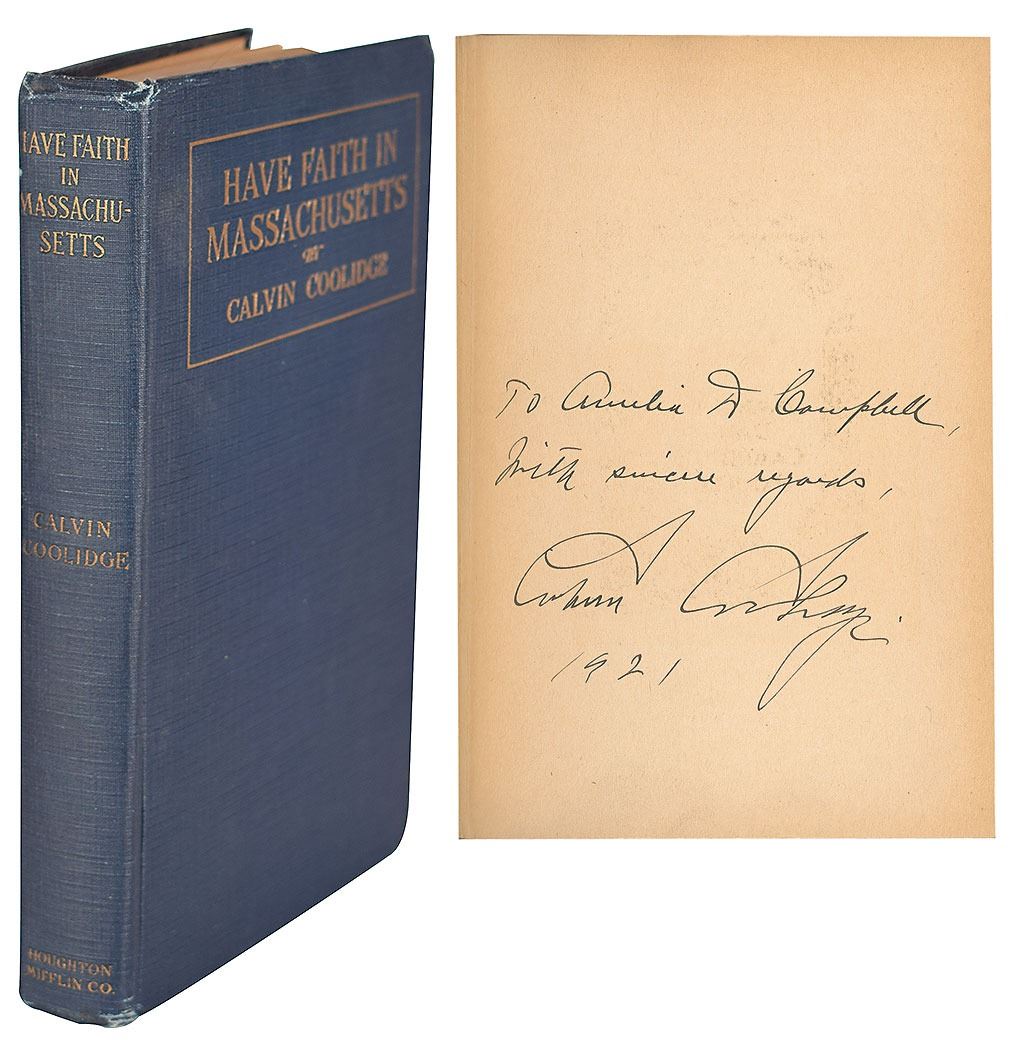 HAVE FAITH
IN
MASSACHU-
SETTS
CALVIN
COOLIDGE
HOUGHTON
MIFFLIN CO.
HAVE FAITH IN
MASSACHUSETTS
BY
CALVIN COOLIDGE
To Amelia D Campbell,
With sincere regards,
Calvin Coolidge.
1921